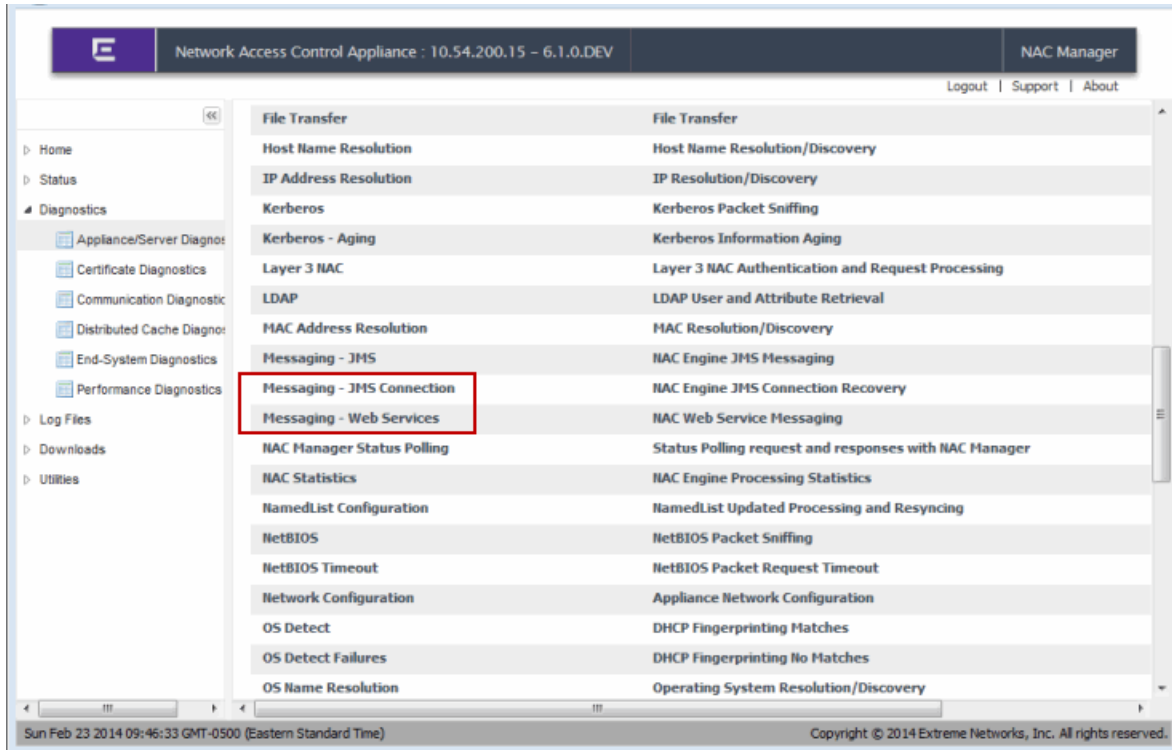 Network Access Control Appliance : 10.54.200.15 - 6.1.0.DEV NAC Manager
Logout | Support | About
Home
Status
Diagnostics
Appliance/Server Diagnos
Certificate Diagnostics
Communication Diagnostic
Distributed Cache Diagnos
End-System Diagnostics
Performance Diagnostics
Log Files
Downloads
Utilities
File Transfer File Transfer
Host Name Resolution Host Name Resolution/Discovery
IP Address Resolution IP Resolution/Discovery
Kerberos Kerberos Packet Sniffing
Kerberos - Aging Kerberos Information Aging
Layer 3 NAC Layer 3 NAC Authentication and Request Processing
LDAP LDAP User and Attribute Retrieval
MAC Address Resolution MAC Resolution/Discovery
Messaging - JMS NAC Engine JMS Messaging
Messaging - JMS Connection NAC Engine JMS Connection Recovery
Messaging - Web Services NAC Web Service Messaging
NAC Manager Status Polling Status Polling request and responses with NAC Manager
NAC Statistics NAC Engine Processing Statistics
NamedList Configuration NamedList Updated Processing and Resyncing
NetBIOS NetBIOS Packet Sniffing
NetBIOS Timeout NetBIOS Packet Request Timeout
Network Configuration Appliance Network Configuration
OS Detect DHCP Fingerprinting Matches
OS Detect Failures DHCP Fingerprinting No Matches
OS Name Resolution Operating System Resolution/Discovery
Sun Feb 23 2014 09:46:33 GMT-0500 (Eastern Standard Time) Copyright © 2014 Extreme Networks, Inc. All rights reserved.